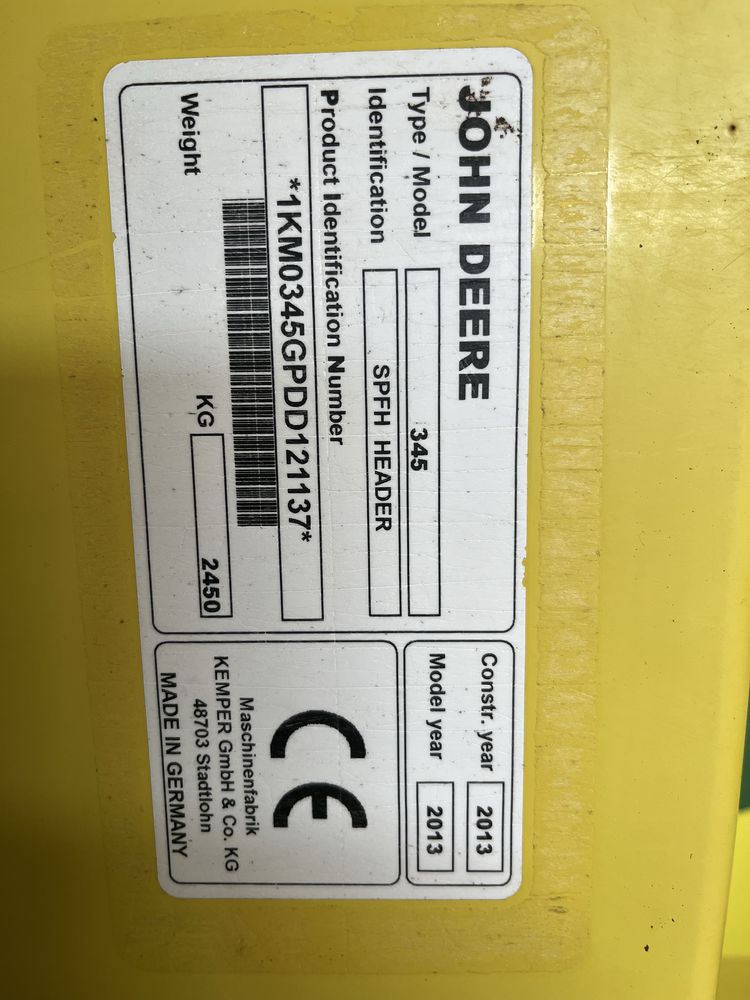 JOHN DEERE
Type / Model 345
Identification SPFH HEADER
Product Identification Number
*1KM0345GPDD121137*
Weight KG 2450
Constr. year 2013
Model year 2013
CE
Maschinenfabrik
KEMPER GmbH & Co. KG
48703 Stadtlohn
MADE IN GERMANY